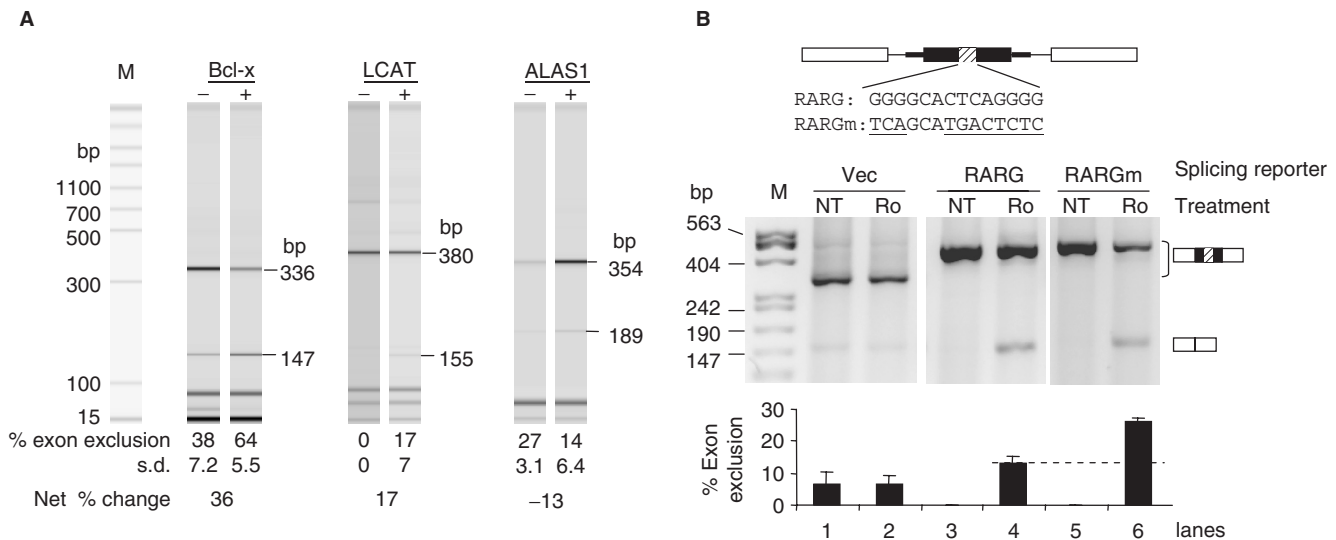 A
M
Bcl-x LCAT ALAS1
– + – + – +
bp
1100
700
500
300
100
15
bp
336
147
bp
380
155
bp
354
189
% exon exclusion 38 64 0 17 27 14
s.d. 7.2 5.5 0 7 3.1 6.4
Net % change 36 17 –13
B
RARG: GGGGCACTCAGGGG
RARGm:TCAGCATGACTCTC
Vec RARG RARGm Splicing reporter
bp M NT Ro NT Ro NT Ro Treatment
563
404
242
190
147
% Exon exclusion
30
20
10
0
1 2 3 4 5 6 lanes